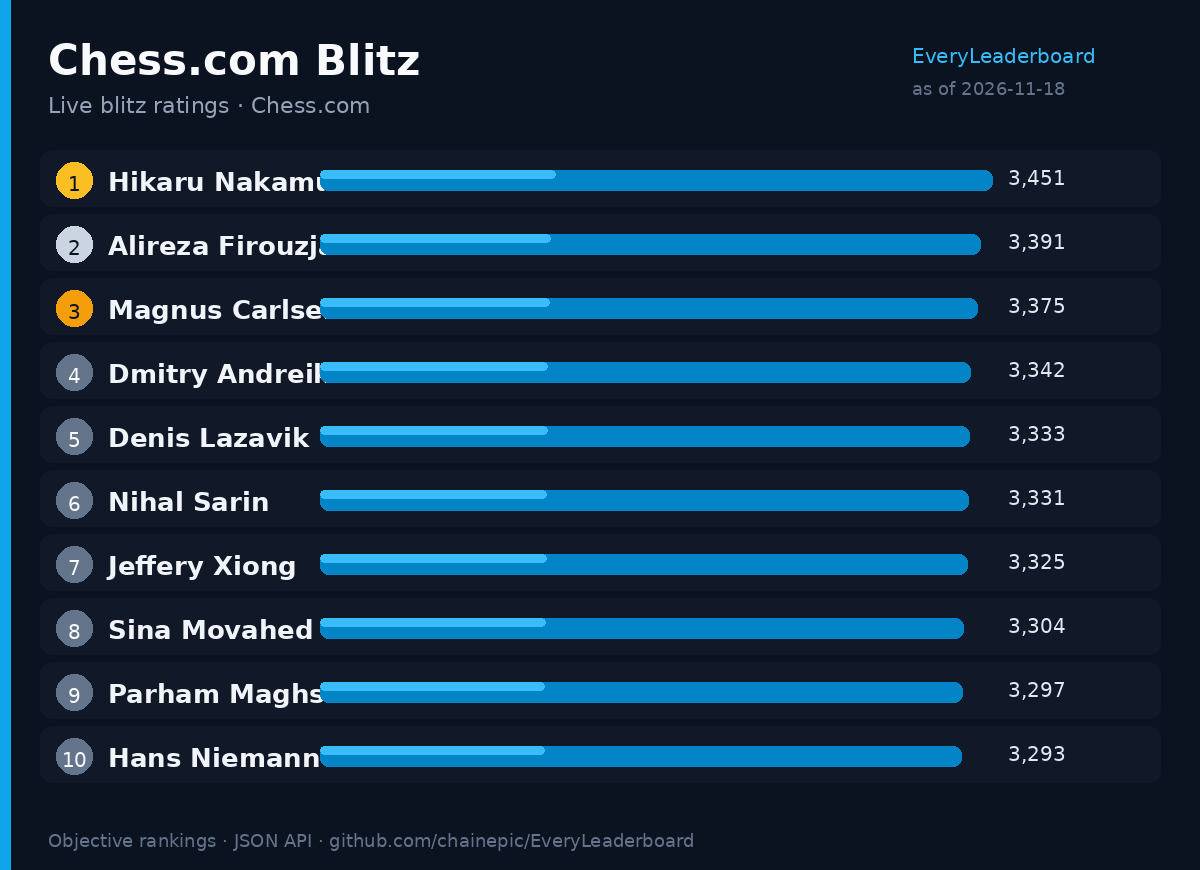 Chess.com Blitz
EveryLeaderboard
Live blitz ratings · Chess.com
as of 2026-11-18
1 Hikaru Nakamu 3,451
2 Alireza Firouzja 3,391
3 Magnus Carlse 3,375
4 Dmitry Andreik 3,342
5 Denis Lazavik 3,333
6 Nihal Sarin 3,331
7 Jeffery Xiong 3,325
8 Sina Movahed 3,304
9 Parham Maghs 3,297
10 Hans Niemann 3,293
Objective rankings · JSON API · github.com/chainepic/EveryLeaderboard